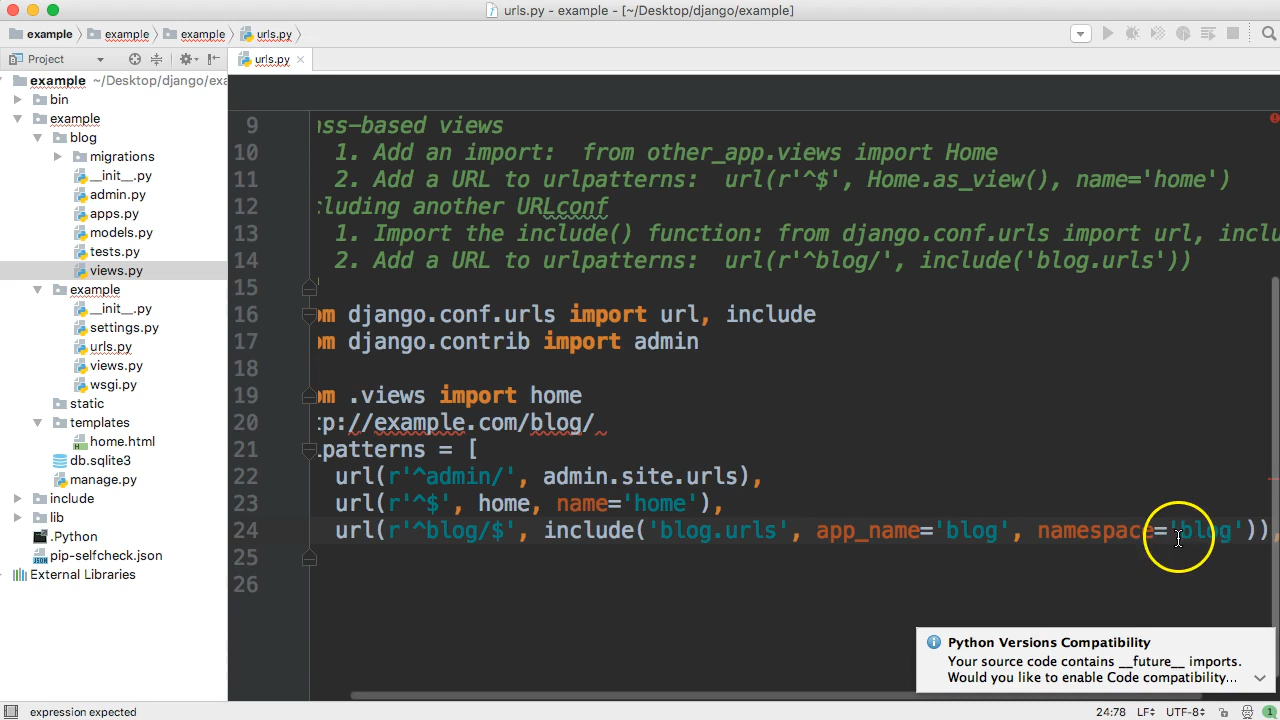 urls.py - example - [~/Desktop/django/example]
example example example urls.py
Project urls.py
example ~/Desktop/django/exa
bin
example
blog
migrations
__init__.py
admin.py
apps.py
models.py
tests.py
views.py
example
__init__.py
settings.py
urls.py
views.py
wsgi.py
static
templates
home.html
db.sqlite3
manage.py
include
lib
.Python
pip-selfcheck.json
External Libraries
9 ass-based views
10 1. Add an import:  from other_app.views import Home
11 2. Add a URL to urlpatterns:  url(r'^$', Home.as_view(), name='home')
12 cluding another URLconf
13 1. Import the include() function: from django.conf.urls import url, inclu
14 2. Add a URL to urlpatterns:  url(r'^blog/', include('blog.urls'))
15
16 om django.conf.urls import url, include
17 om django.contrib import admin
18
19 om .views import home
20 tp://example.com/blog/
21 lpatterns = [
22 url(r'^admin/', admin.site.urls),
23 url(r'^$', home, name='home'),
24 url(r'^blog/$', include('blog.urls', app_name='blog', namespace='blog')),
25
26
Python Versions Compatibility
Your source code contains __future__ imports.
Would you like to enable Code compatibility...
expression expected 24:78 LF UTF-8 1